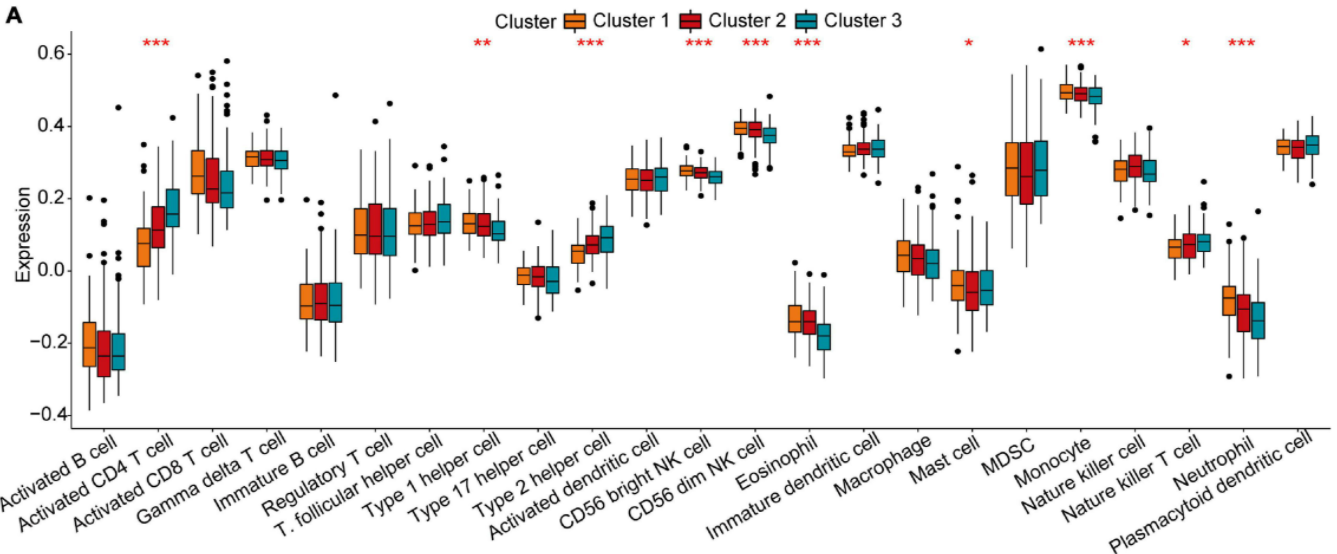 A
Cluster Cluster 1 Cluster 2 Cluster 3
*** ** *** *** *** *** * *** * ***
Expression
0.6
0.4
0.2
0.0
−0.2
−0.4
Activated B cell
Activated CD4 T cell
Activated CD8 T cell
Gamma delta T cell
Immature B cell
Regulatory T cell
T. follicular helper cell
Type 1 helper cell
Type 17 helper cell
Type 2 helper cell
Activated dendritic cell
CD56 bright NK cell
CD56 dim NK cell
Eosinophil
Immature dendritic cell
Macrophage
Mast cell
MDSC
Monocyte
Nature killer cell
Nature killer T cell
Neutrophil
Plasmacytoid dendritic cell